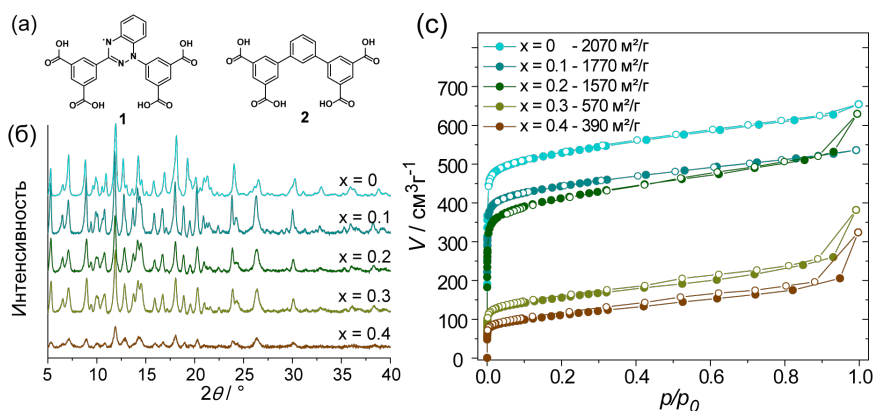 (а)
OH
O
N
N
N
O
OH
O
OH
OH
O
1
OH
O
O
OH
O
OH
OH
O
2
(б)
Интенсивность
x = 0
x = 0.1
x = 0.2
x = 0.3
x = 0.4
5 10 15 20 25 30 35 40
2θ / °
(c)
x = 0 - 2070 м²/г
x = 0.1 - 1770 м²/г
x = 0.2 - 1570 м²/г
x = 0.3 - 570 м²/г
x = 0.4 - 390 м²/г
V / см³г⁻¹
700
600
500
400
300
200
100
0
0.0 0.2 0.4 0.6 0.8 1.0
p/p₀